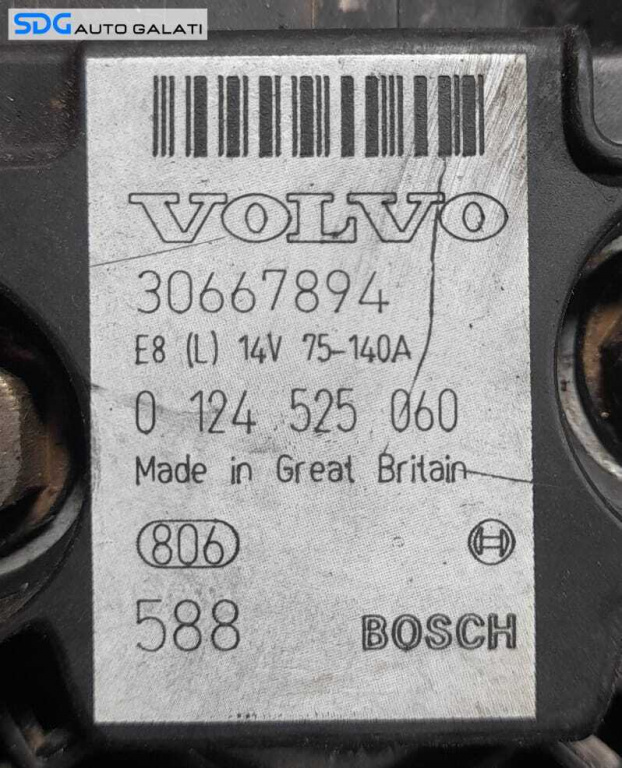 SDG AUTO GALATI
VOLVO
30667894
E8 (L) 14V 75-140A
0 124 525 060
Made in Great Britain
806
588 BOSCH